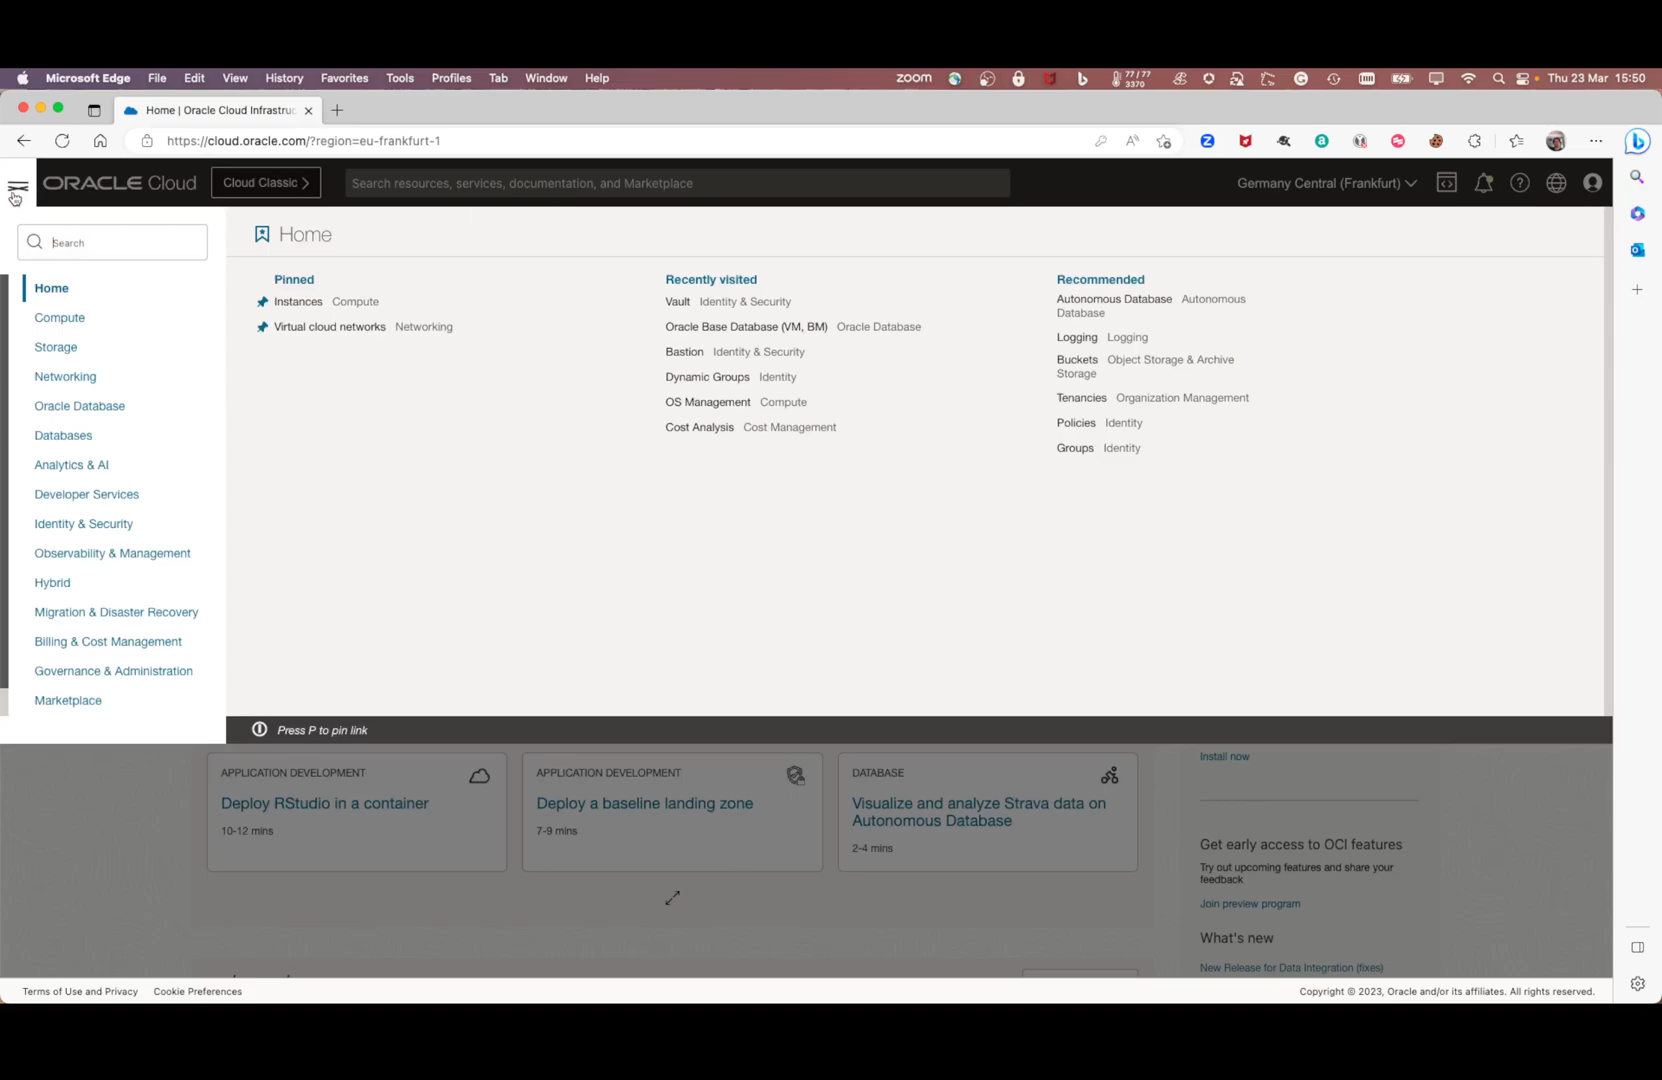 Microsoft Edge File Edit View History Favorites Tools Profiles Tab Window Help zoom 77 / 77 3370 Thu 23 Mar 15:50
Home | Oracle Cloud Infrastruc
https://cloud.oracle.com/?region=eu-frankfurt-1
ORACLE Cloud Cloud Classic Search resources, services, documentation, and Marketplace Germany Central (Frankfurt)
Search
Home
Compute
Storage
Networking
Oracle Database
Databases
Analytics & AI
Developer Services
Identity & Security
Observability & Management
Hybrid
Migration & Disaster Recovery
Billing & Cost Management
Governance & Administration
Marketplace
Home
Pinned
Instances Compute
Virtual cloud networks Networking
Recently visited
Vault Identity & Security
Oracle Base Database (VM, BM) Oracle Database
Bastion Identity & Security
Dynamic Groups Identity
OS Management Compute
Cost Analysis Cost Management
Recommended
Autonomous Database Autonomous
Database
Logging Logging
Buckets Object Storage & Archive
Storage
Tenancies Organization Management
Policies Identity
Groups Identity
Press P to pin link
APPLICATION DEVELOPMENT
Deploy RStudio in a container
10-12 mins
APPLICATION DEVELOPMENT
Deploy a baseline landing zone
7-9 mins
DATABASE
Visualize and analyze Strava data on
Autonomous Database
2-4 mins
Install now
Get early access to OCI features
Try out upcoming features and share your
feedback
Join preview program
What's new
New Release for Data Integration (fixes)
Terms of Use and Privacy Cookie Preferences Copyright © 2023, Oracle and/or its affiliates. All rights reserved.